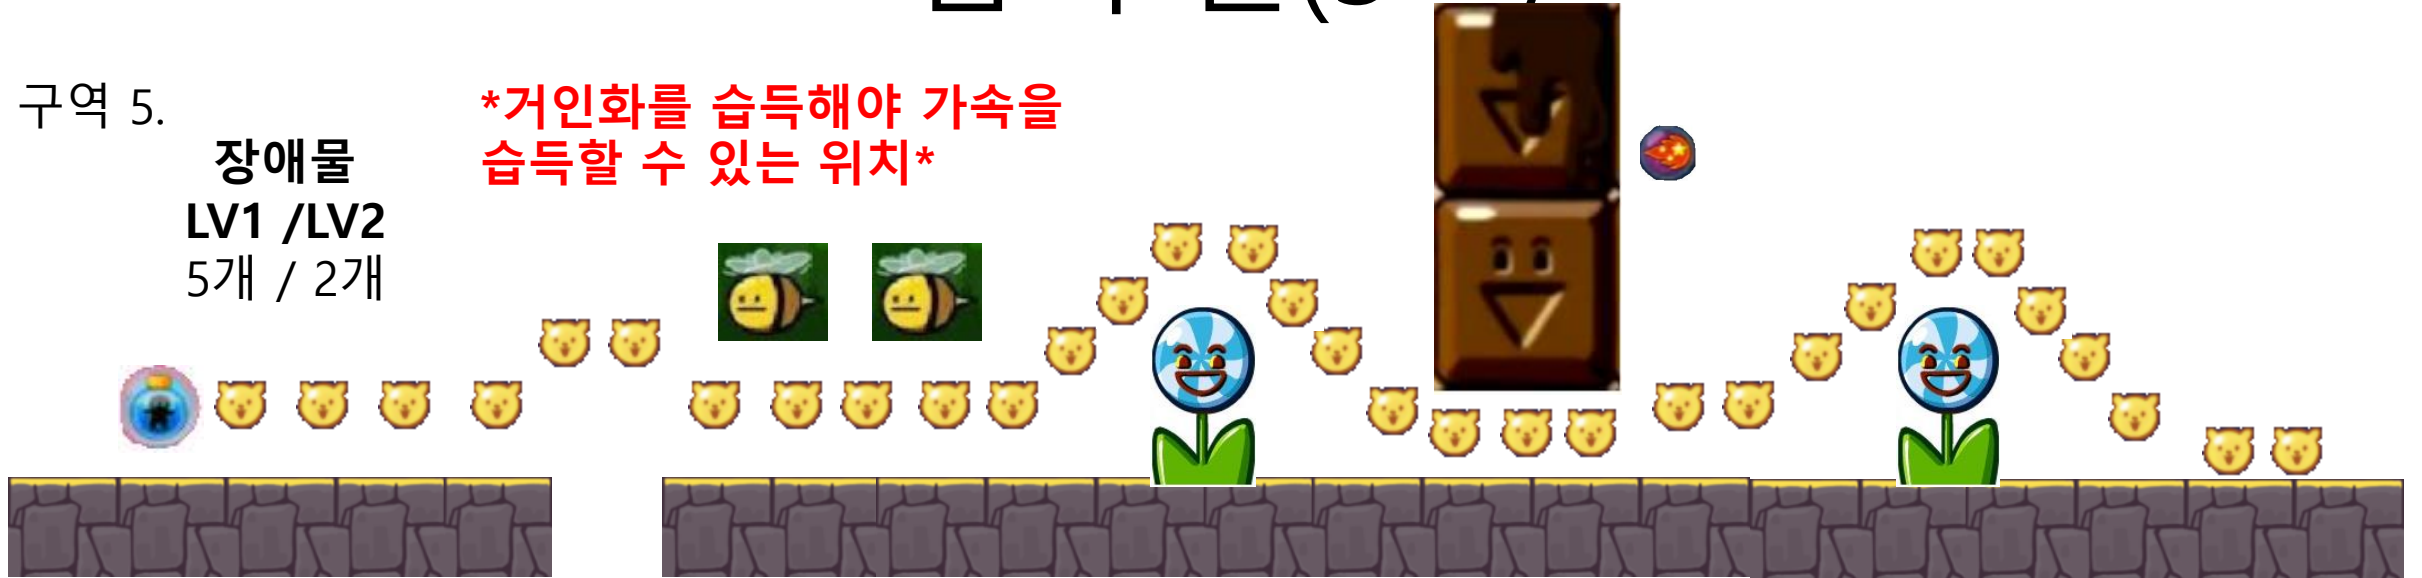 구역 5.
장애물
LV1 /LV2
5개 / 2개
*거인화를 습득해야 가속을
습득할 수 있는 위치*